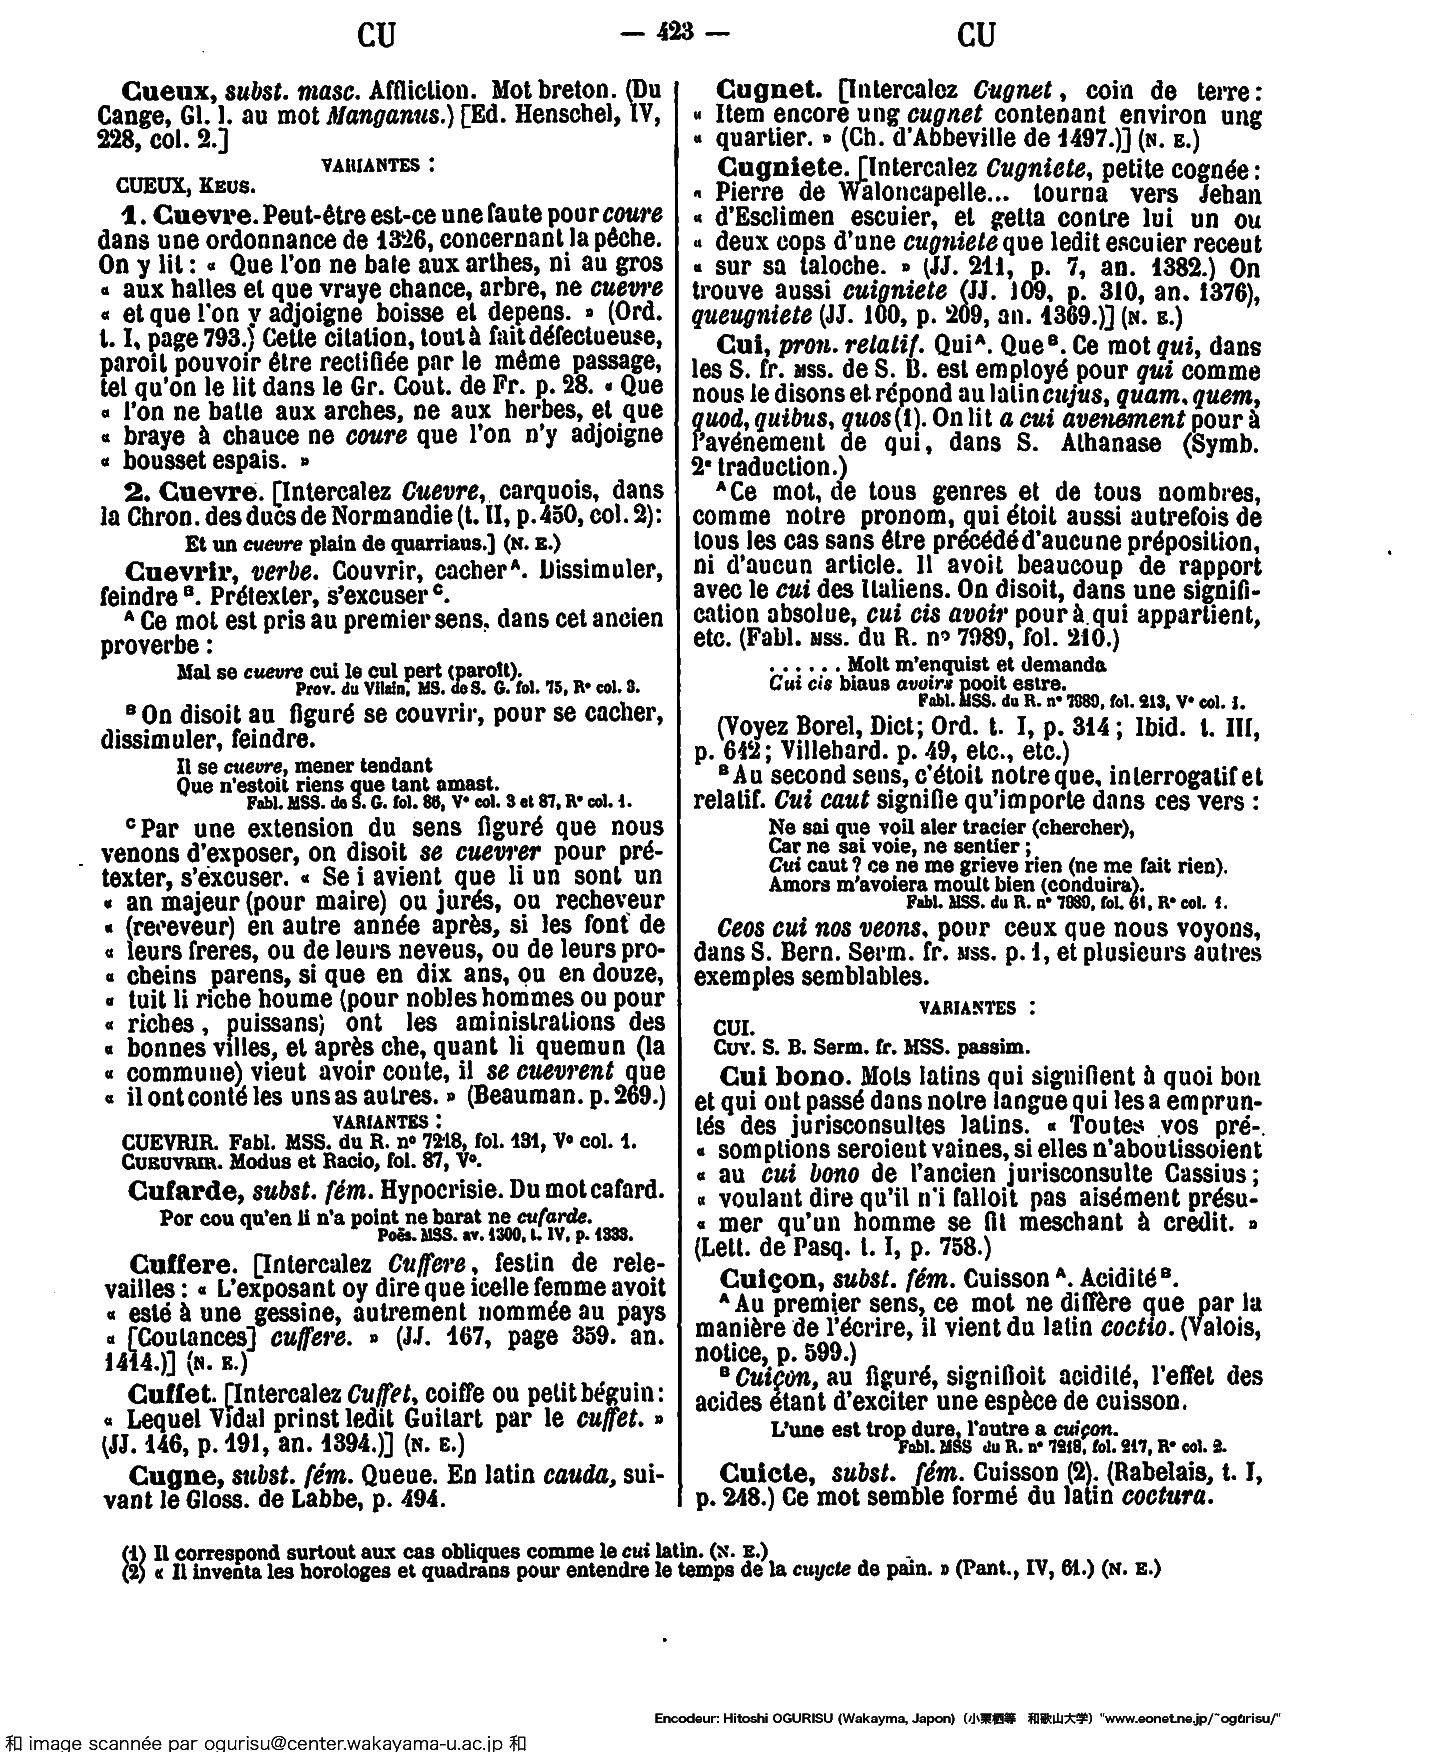 CU — 423 — CU
Cueux, subst. masc. Affliction. Mot breton. (Du
Cange, Gl. l. au mot Manganus.) [Ed. Henschel, IV,
228, col. 2.]
VARIANTES :
CUEUX, KEUS.
1. Cuevre. Peut-être est-ce une faute pour coure
dans une ordonnance de 1326, concernant la pêche.
On y lit : « Que l'on ne bate aux arthes, ni au gros
« aux halles et que vraye chance, arbre, ne cuevre
« et que l'on y adjoigne boisse et depens. » (Ord.
t. I, page 793.) Cette citation, tout à fait défectueuse,
paroit pouvoir être rectifiée par le même passage,
tel qu'on le lit dans le Gr. Cout. de Fr. p. 28. « Que
« l'on ne batte aux arches, ne aux herbes, et que
« braye à chauce ne coure que l'on n'y adjoigne
« bousset espais. »
2. Cuevre. [Intercalez Cuevre, carquois, dans
la Chron. des ducs de Normandie (t. II, p. 450, col. 2):
Et un cuevre plain de quarriaus.] (N. E.)
Cuevrir, verbe. Couvrir, cacher A. Dissimuler,
feindre B. Prétexter, s'excuser C.
A Ce mot est pris au premier sens, dans cet ancien
proverbe :
Mal se cuevre cui le cul pert (paroît).
Prov. du Vilain, MS. de S. G. fol. 75, R° col. 3.
B On disoit au figuré se couvrir, pour se cacher,
dissimuler, feindre.
Il se cuevre, mener tendant
Que n'estoit riens que tant amast.
Fabl. MSS. de S. G. fol. 86, V° col. 3 et 87, R° col. 1.
C Par une extension du sens figuré que nous
venons d'exposer, on disoit se cuevrer pour pré-
texter, s'excuser. « Se i avient que li un sont un
« an majeur (pour maire) ou jurés, ou recheveur
« (rereveur) en autre année après, si les font de
« leurs freres, ou de leurs neveus, ou de leurs pro-
« cheins parens, si que en dix ans, ou en douze,
« tuit li riche houme (pour nobles hommes ou pour
« riches, puissans) ont les aministrations des
« bonnes villes, et après che, quant li quemun (la
« commune) vieut avoir conte, il se cuevrent que
« il ont conté les uns as autres. » (Beauman. p. 269.)
VARIANTES :
CUEVRIR. Fabl. MSS. du R. n° 7218, fol. 131, V° col. 1.
CUEUVRIR. Modus et Racio, fol. 87, V°.
Cufarde, subst. fém. Hypocrisie. Du mot cafard.
Por cou qu'en li n'a point ne barat ne cufarde.
Poës. MSS. av. 1300, t. IV, p. 1333.
Cuffere. [Intercalez Cuffere, festin de rele-
vailles : « L'exposant oy dire que icelle femme avoit
« esté à une gessine, autrement nommée au pays
« [Coutances] cuffere. » (JJ. 167, page 359. an.
1414.)] (N. E.)
Cuffet. [Intercalez Cuffet, coiffe ou petit béguin :
« Lequel Vidal prinst ledit Guilart par le cuffet. »
(JJ. 146, p. 191, an. 1394.)] (N. E.)
Cugne, subst. fém. Queue. En latin cauda, sui-
vant le Gloss. de Labbe, p. 494.
Cugnet. [Intercalez Cugnet, coin de terre :
« Item encore ung cugnet contenant environ ung
« quartier. » (Ch. d'Abbeville de 1497.)] (N. E.)
Cugniete. [Intercalez Cugniete, petite cognée :
« Pierre de Waloncapelle... tourna vers Jehan
« d'Esclimen escuier, et getta contre lui un ou
« deux cops d'une cugniete que ledit escuier receut
« sur sa taloche. » (JJ. 211, p. 7, an. 1382.) On
trouve aussi cuigniete (JJ. 109, p. 310, an. 1376),
queugniete (JJ. 100, p. 209, an. 1369.)] (N. E.)
Cui, pron. relatif. Qui A. Que B. Ce mot qui, dans
les S. fr. MSS. de S. B. est employé pour qui comme
nous le disons et répond au latin cujus, quam, quem,
quod, quibus, quos (1). On lit a cui avenement pour à
l'avénement de qui, dans S. Athanase (Symb.
2e traduction.)
A Ce mot, de tous genres et de tous nombres,
comme notre pronom, qui étoit aussi autrefois de
tous les cas sans être précédé d'aucune préposition,
ni d'aucun article. Il avoit beaucoup de rapport
avec le cui des Italiens. On disoit, dans une signifi-
cation absolue, cui cis avoir pour à qui appartient,
etc. (Fabl. MSS. du R. n° 7989, fol. 210.)
. . . . . . Molt m'enquist et demanda
Cui cis biaus avoirs pooit estre.
Fabl. MSS. du R. n° 7989, fol. 213, V° col. 1.
(Voyez Borel, Dict; Ord. t. I, p. 314 ; Ibid. t. III,
p. 642 ; Villehard. p. 49, etc., etc.)
B Au second sens, c'étoit notre que, interrogatif et
relatif. Cui caut signifie qu'importe dans ces vers :
Ne sai que voil aler tracier (chercher),
Car ne sai voie, ne sentier ;
Cui caut ? ce ne me grieve rien (ne me fait rien).
Amors m'avoiera moult bien (conduira).
Fabl. MSS. du R. n° 7989, fol. 61, R° col. 1.
Ceos cui nos veons, pour ceux que nous voyons,
dans S. Bern. Serm. fr. MSS. p. 1, et plusieurs autres
exemples semblables.
VARIANTES :
CUI.
CUY. S. B. Serm. fr. MSS. passim.
Cui bono. Mots latins qui signifient à quoi bon
et qui ont passé dans notre langue qui les a emprun-
tés des jurisconsultes latins. « Toutes vos pré-
« somptions seroient vaines, si elles n'aboutissoient
« au cui bono de l'ancien jurisconsulte Cassius ;
« voulant dire qu'il n'i falloit pas aisément présu-
« mer qu'un homme se fit meschant à credit. »
(Lett. de Pasq. t. I, p. 758.)
Cuiçon, subst. fém. Cuisson A. Acidité B.
A Au premier sens, ce mot ne diffère que par la
manière de l'écrire, il vient du latin coctio. (Valois,
notice, p. 599.)
B Cuiçon, au figuré, signifioit acidité, l'effet des
acides étant d'exciter une espèce de cuisson.
L'une est trop dure, l'autre a cuiçon.
Fabl. MSS du R. n° 7218, fol. 217, R° col. 2.
Cuicte, subst. fém. Cuisson (2). (Rabelais, t. I,
p. 248.) Ce mot semble formé du latin coctura.
(1) Il correspond surtout aux cas obliques comme le cui latin. (N. E.)
(2) « Il inventa les horologes et quadrans pour entendre le temps de la cuycte de pain. » (Pant., IV, 61.) (N. E.)
Encodeur: Hitoshi OGURISU (Wakayma, Japon) (小栗栖等 和歌山大学) "www.eonet.ne.jp/~ogurisu/"
和 image scannée par ogurisu@center.wakayama-u.ac.jp 和